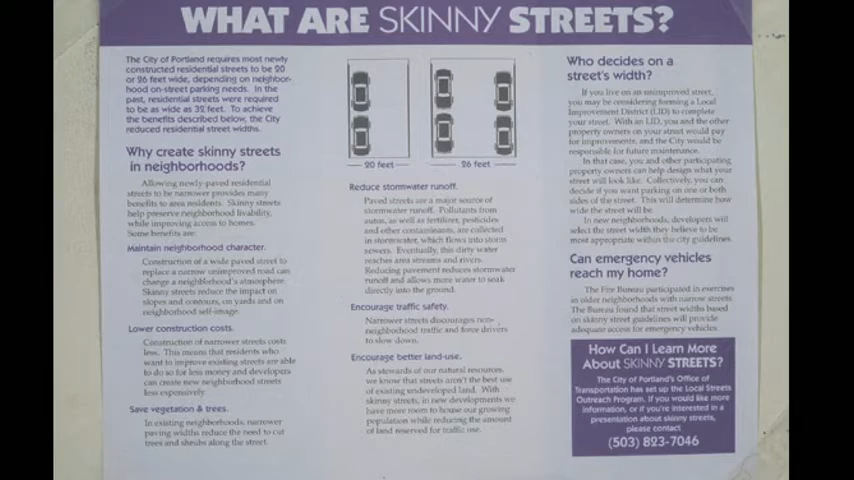 WHAT ARE SKINNY STREETS?
The City of Portland requires most newly
constructed residential streets to be 20
or 26 feet wide, depending on neighbor-
hood on-street parking needs. In the
past, residential streets were required
to be as wide as 32 feet. To achieve
the benefits described below, the City
reduced residential street widths.
Why create skinny streets
in neighborhoods?
Allowing newly-paved residential
streets to be narrower provides many
benefits to area residents. Skinny streets
help preserve neighborhood livability,
while improving access to homes.
Some benefits are:
Maintain neighborhood character.
Construction of a wide paved street to
replace a narrow unimproved road can
change a neighborhood's atmosphere.
Skinny streets reduce the impact on
slopes and contours, on yards and on
neighborhood self-image.
Lower construction costs.
Construction of narrower streets costs
less. This means that residents who
want to improve existing streets are able
to do so for less money and developers
can create new neighborhood streets
less expensively.
Save vegetation & trees.
In existing neighborhoods, narrower
paving widths reduce the need to cut
trees and shrubs along the street.
20 feet
26 feet
Reduce stormwater runoff.
Paved streets are a major source of
stormwater runoff. Pollutants from
autos, as well as fertilizer, pesticides
and other contaminants, are collected
in stormwater, which flows into storm
sewers. Eventually, this dirty water
reaches area streams and rivers.
Reducing pavement reduces stormwater
runoff and allows more water to soak
directly into the ground.
Encourage traffic safety.
Narrower streets discourages non-
neighborhood traffic and force drivers
to slow down.
Encourage better land-use.
As stewards of our natural resources,
we know that streets aren't the best use
of existing undeveloped land. With
skinny streets, in new developments we
have more room to house our growing
population while reducing the amount
of land reserved for traffic use.
Who decides on a
street's width?
If you live on an unimproved street,
you may be considering forming a Local
Improvement District (LID) to complete
your street. With an LID, you and the other
property owners on your street would pay
for improvements, and the City would be
responsible for future maintenance.
In that case, you and other participating
property owners can help design what your
street will look like. Collectively, you can
decide if you want parking on one or both
sides of the street. This will determine how
wide the street will be.
In new neighborhoods, developers will
select the street width they believe to be
most appropriate within the city guidelines.
Can emergency vehicles
reach my home?
The Fire Bureau participated in exercises
in older neighborhoods with narrow streets.
The Bureau found that street widths based
on skinny street guidelines will provide
adequate access for emergency vehicles.
How Can I Learn More
About SKINNY STREETS?
The City of Portland's Office of
Transportation has set up the Local Streets
Outreach Program. If you would like more
information, or if you're interested in a
presentation about skinny streets,
please contact
(503) 823-7046